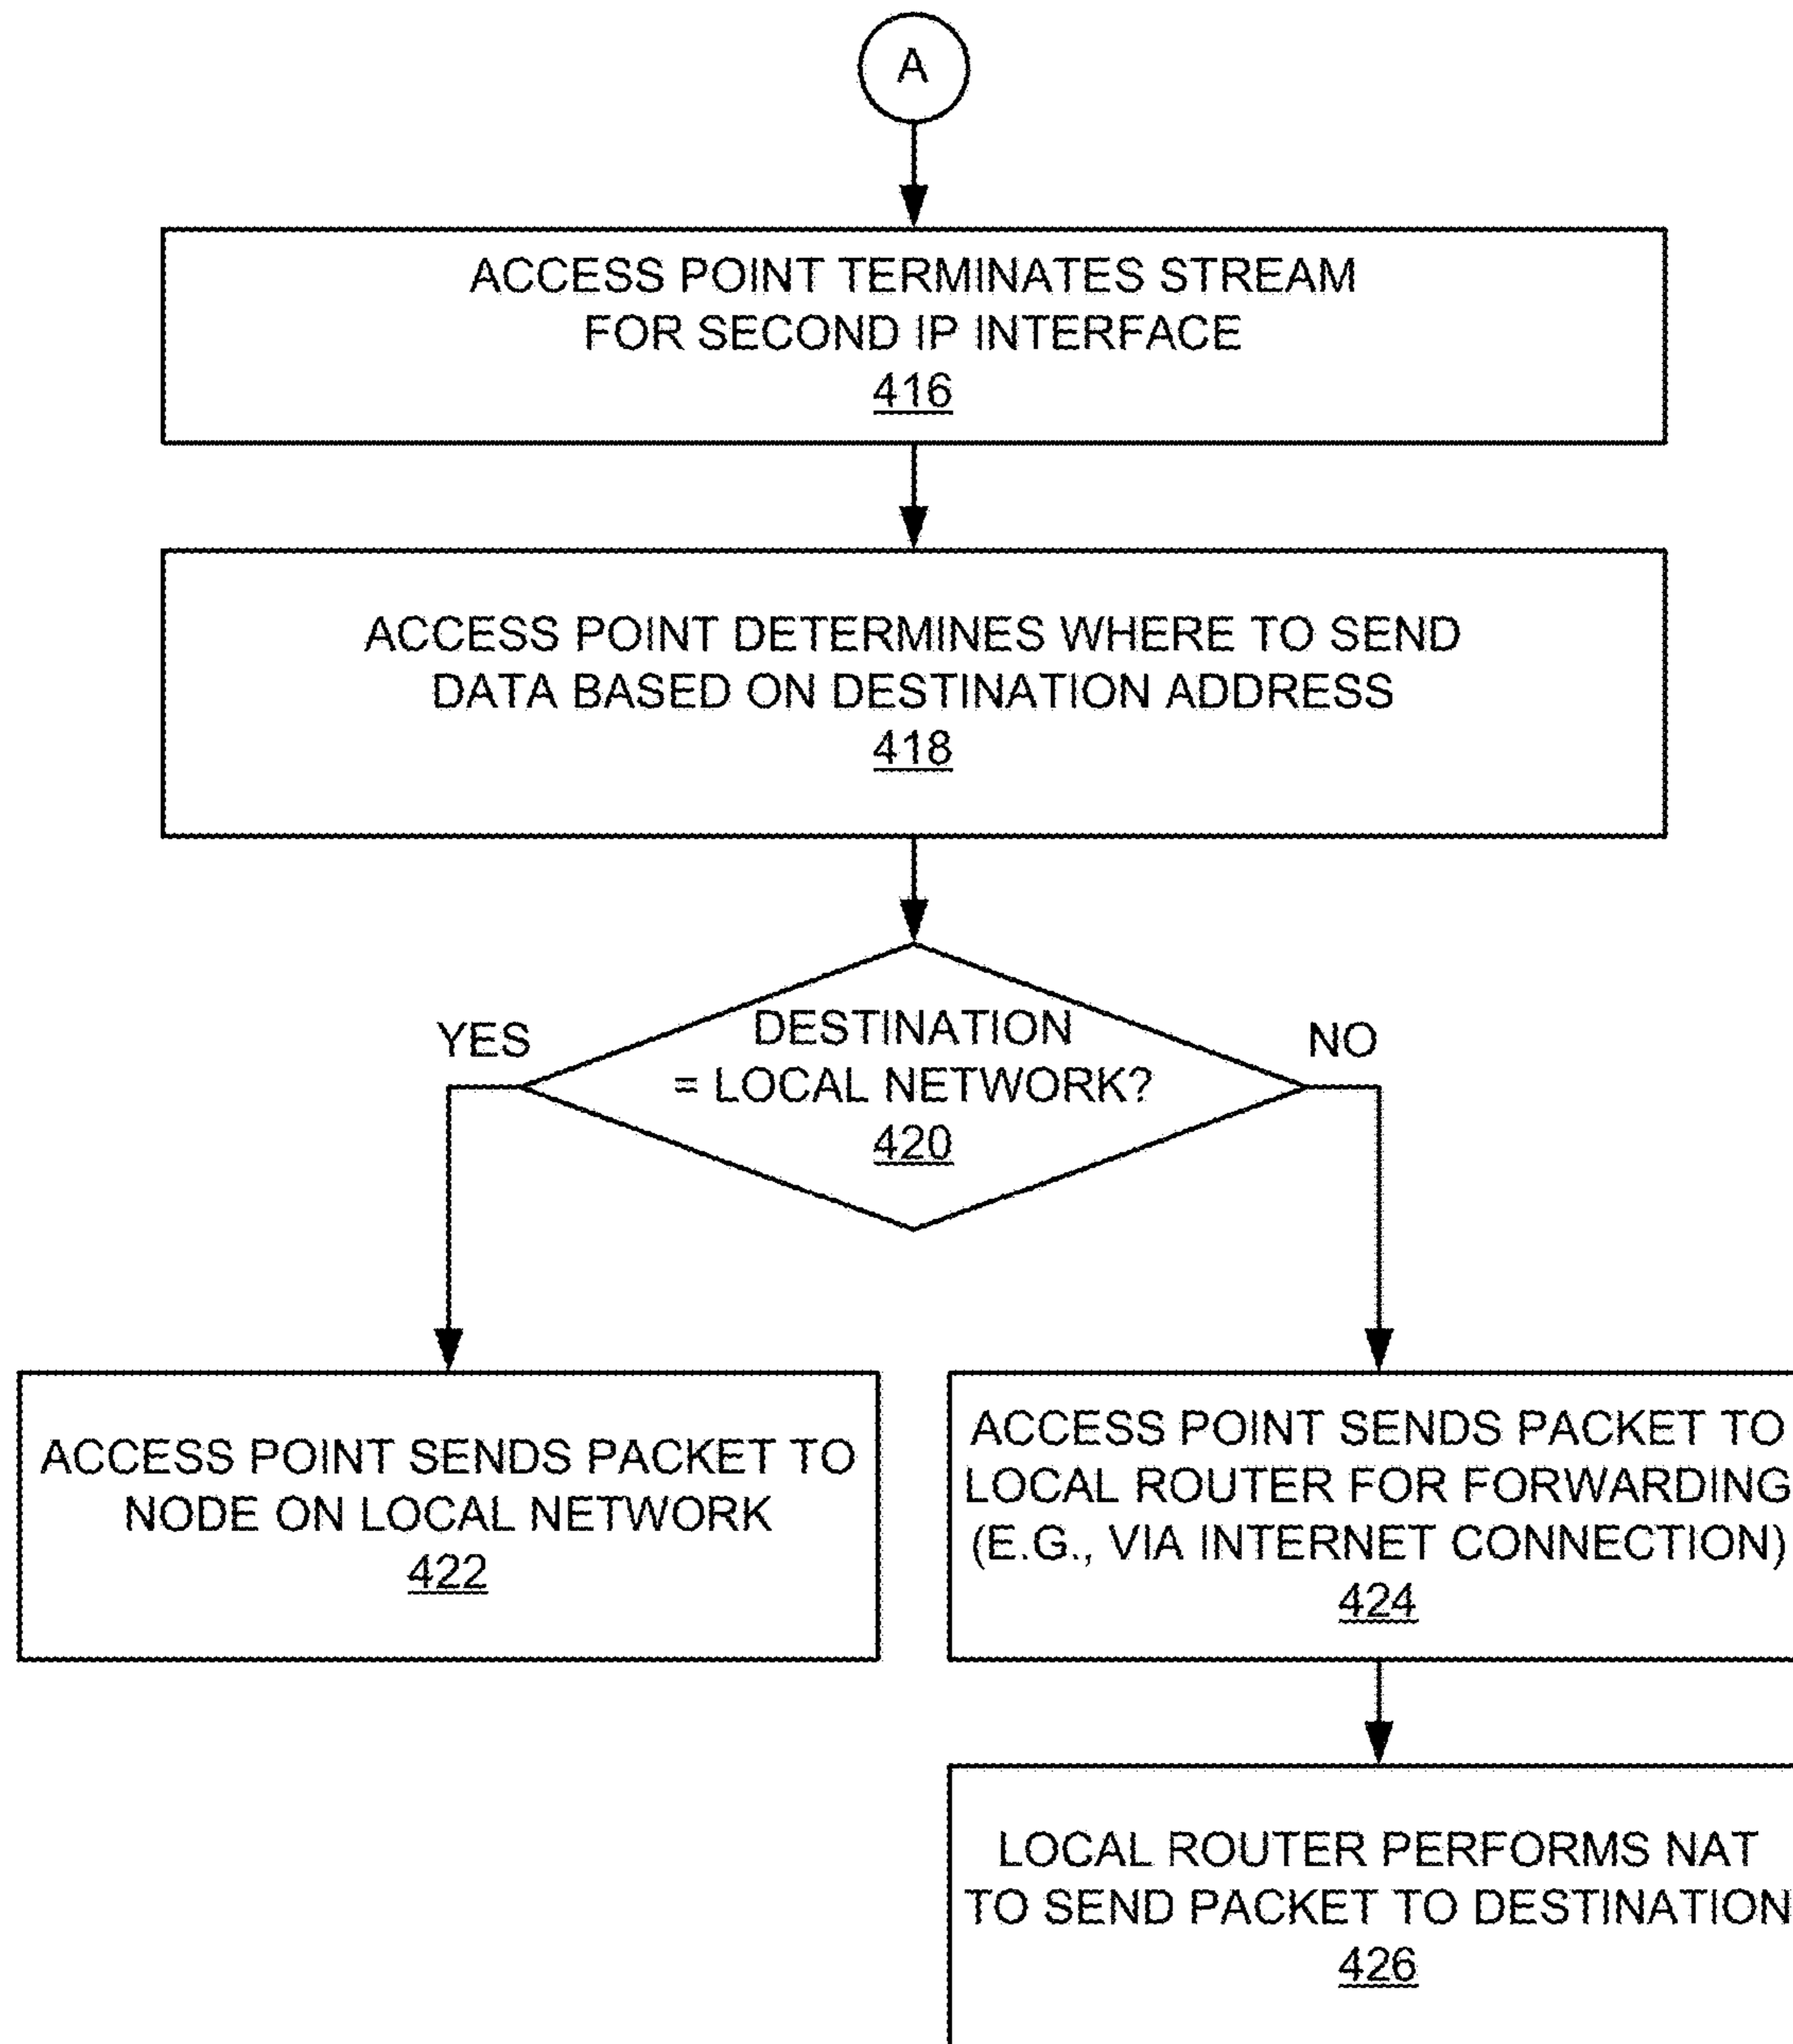 A
ACCESS POINT TERMINATES STREAM
FOR SECOND IP INTERFACE
416
ACCESS POINT DETERMINES WHERE TO SEND
DATA BASED ON DESTINATION ADDRESS
418
DESTINATION
= LOCAL NETWORK?
420
YES
NO
ACCESS POINT SENDS PACKET TO
NODE ON LOCAL NETWORK
422
ACCESS POINT SENDS PACKET TO
LOCAL ROUTER FOR FORWARDING
(E.G., VIA INTERNET CONNECTION)
424
LOCAL ROUTER PERFORMS NAT
TO SEND PACKET TO DESTINATION
426